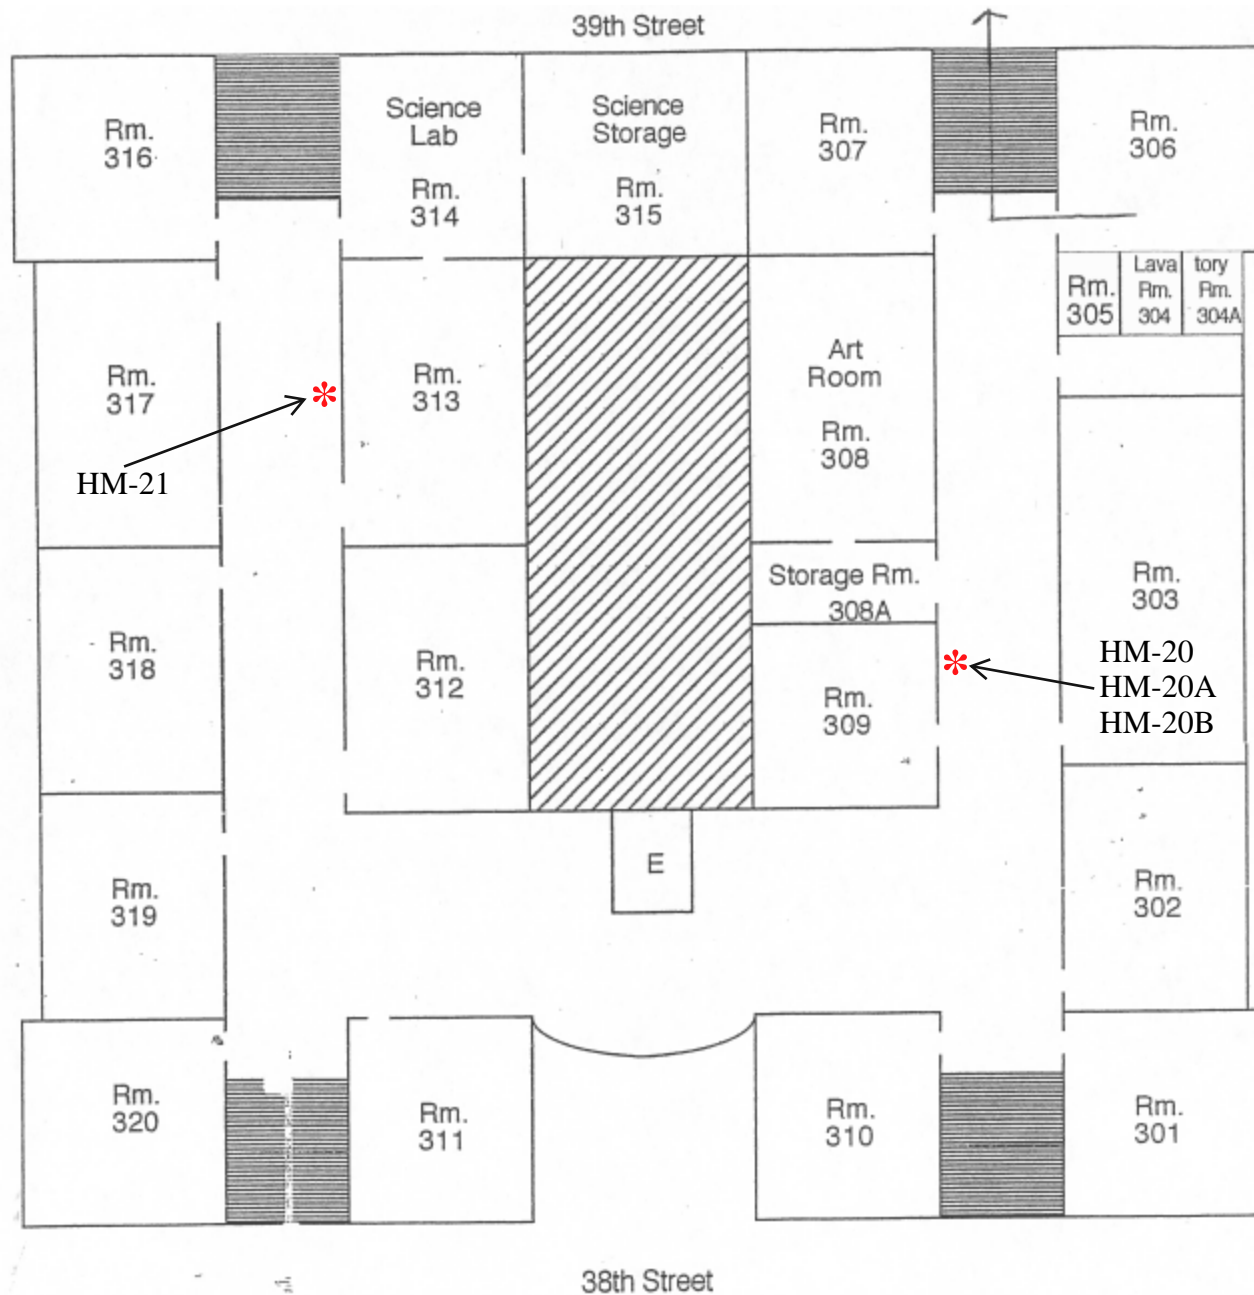 39th Street
Rm.
316
Science
Lab
Rm.
314
Science
Storage
Rm.
315
Rm.
307
Rm.
306
Rm.
305
Lava
Rm.
304
tory
Rm.
304A
Rm.
317
Rm.
313
Art
Room
Rm.
308
HM-21
Storage Rm.
308A
Rm.
303
Rm.
318
Rm.
312
Rm.
309
HM-20
HM-20A
HM-20B
E
Rm.
319
Rm.
302
Rm.
320
Rm.
311
Rm.
310
Rm.
301
38th Street